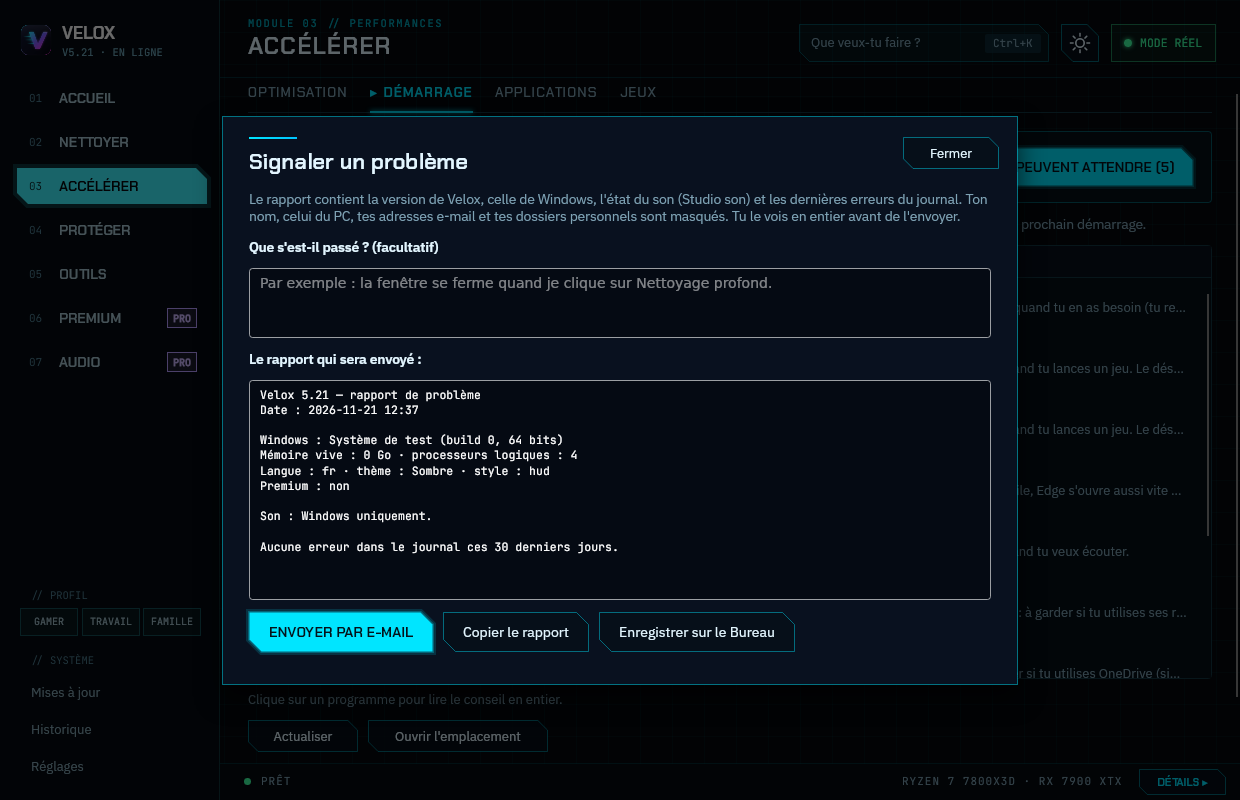 VELOX
V5.21 · EN LIGNE
01 ACCUEIL
02 NETTOYER
03 ACCÉLÉRER
04 PROTÉGER
05 OUTILS
06 PREMIUM PRO
07 AUDIO PRO
// PROFIL
GAMER TRAVAIL FAMILLE
// SYSTÈME
Mises à jour
Historique
Réglages
MODULE 03 // PERFORMANCES
ACCÉLÉRER
Que veux-tu faire ? Ctrl+K
MODE RÉEL
OPTIMISATION ▸ DÉMARRAGE APPLICATIONS JEUX
PEUVENT ATTENDRE (5)
prochain démarrage.
quand tu en as besoin (tu re…
nd tu lances un jeu. Le dés…
nd tu lances un jeu. Le dés…
le, Edge s'ouvre aussi vite …
nd tu veux écouter.
: à garder si tu utilises ses r…
r si tu utilises OneDrive (si…
Signaler un problème
Fermer
Le rapport contient la version de Velox, celle de Windows, l'état du son (Studio son) et les dernières erreurs du journal. Ton
nom, celui du PC, tes adresses e-mail et tes dossiers personnels sont masqués. Tu le vois en entier avant de l'envoyer.
Que s'est-il passé ? (facultatif)
Par exemple : la fenêtre se ferme quand je clique sur Nettoyage profond.
Le rapport qui sera envoyé :
Velox 5.21 — rapport de problème
Date : 2026-11-21 12:37
Windows : Système de test (build 0, 64 bits)
Mémoire vive : 0 Go · processeurs logiques : 4
Langue : fr · thème : Sombre · style : hud
Premium : non
Son : Windows uniquement.
Aucune erreur dans le journal ces 30 derniers jours.
ENVOYER PAR E-MAIL Copier le rapport Enregistrer sur le Bureau
Clique sur un programme pour lire le conseil en entier.
Actualiser Ouvrir l'emplacement
PRÊT
RYZEN 7 7800X3D · RX 7900 XTX
DÉTAILS ▸